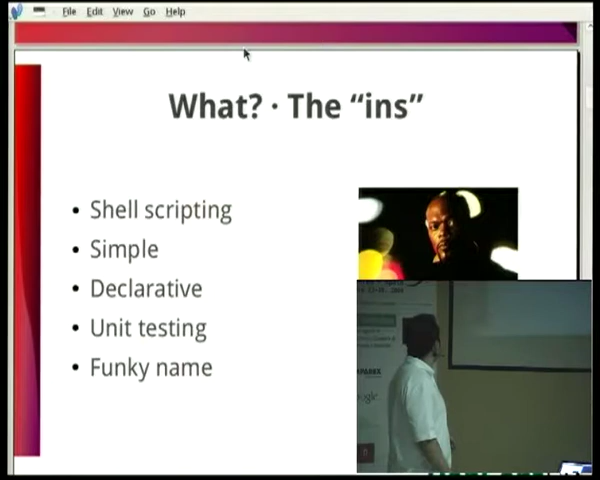 File Edit View Go Help
What? · The “ins”
• Shell scripting
• Simple
• Declarative
• Unit testing
• Funky name